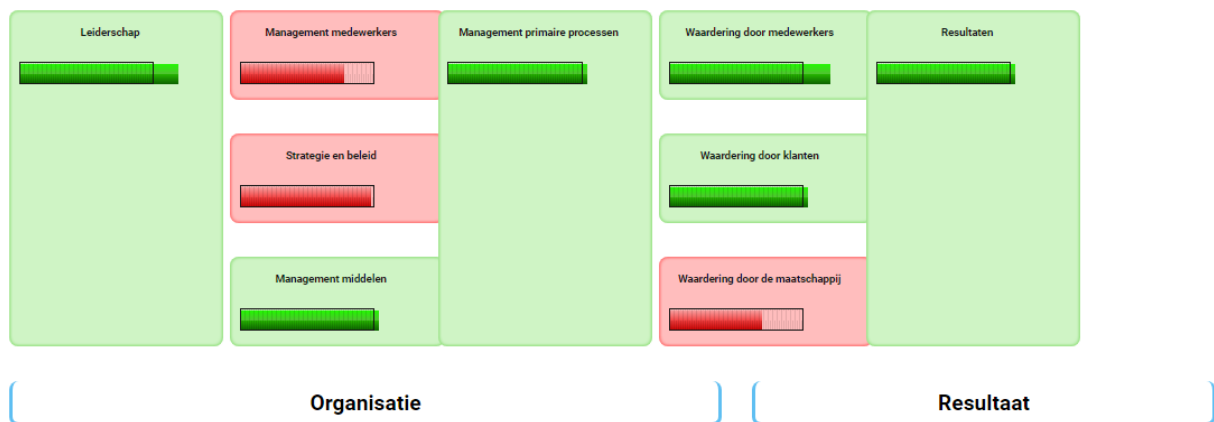 Leiderschap
Management medewerkers
Management primaire processen
Waardering door medewerkers
Resultaten
Strategie en beleid
Waardering door klanten
Management middelen
Waardering door de maatschappij
Organisatie
Resultaat